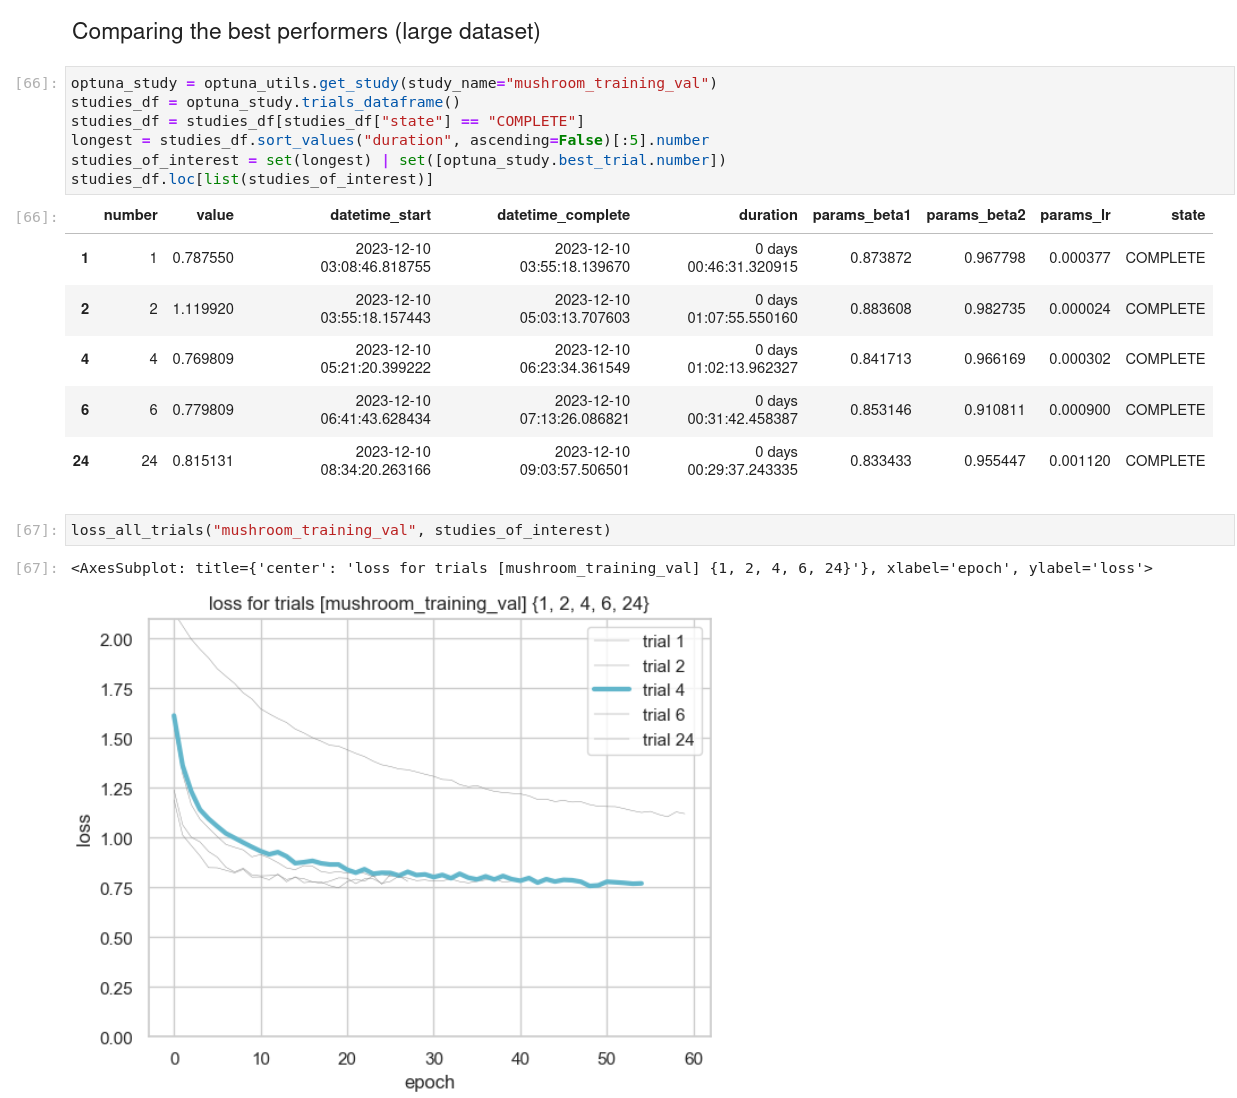 Comparing the best performers (large dataset)
[66]: optuna_study = optuna_utils.get_study(study_name="mushroom_training_val")
studies_df = optuna_study.trials_dataframe()
studies_df = studies_df[studies_df["state"] == "COMPLETE"]
longest = studies_df.sort_values("duration", ascending=False)[:5].number
studies_of_interest = set(longest) | set([optuna_study.best_trial.number])
studies_df.loc[list(studies_of_interest)]
[66]: number value datetime_start datetime_complete duration params_beta1 params_beta2 params_lr state
1 1 0.787550 2023-12-10 03:08:46.818755 2023-12-10 03:55:18.139670 0 days 00:46:31.320915 0.873872 0.967798 0.000377 COMPLETE
2 2 1.119920 2023-12-10 03:55:18.157443 2023-12-10 05:03:13.707603 0 days 01:07:55.550160 0.883608 0.982735 0.000024 COMPLETE
4 4 0.769809 2023-12-10 05:21:20.399222 2023-12-10 06:23:34.361549 0 days 01:02:13.962327 0.841713 0.966169 0.000302 COMPLETE
6 6 0.779809 2023-12-10 06:41:43.628434 2023-12-10 07:13:26.086821 0 days 00:31:42.458387 0.853146 0.910811 0.000900 COMPLETE
24 24 0.815131 2023-12-10 08:34:20.263166 2023-12-10 09:03:57.506501 0 days 00:29:37.243335 0.833433 0.955447 0.001120 COMPLETE
[67]: loss_all_trials("mushroom_training_val", studies_of_interest)
[67]: <AxesSubplot: title={'center': 'loss for trials [mushroom_training_val] {1, 2, 4, 6, 24}'}, xlabel='epoch', ylabel='loss'>
loss for trials [mushroom_training_val] {1, 2, 4, 6, 24}
trial 1
trial 2
trial 4
trial 6
trial 24
2.00
1.75
1.50
1.25
1.00
0.75
0.50
0.25
0.00
loss
0 10 20 30 40 50 60
epoch